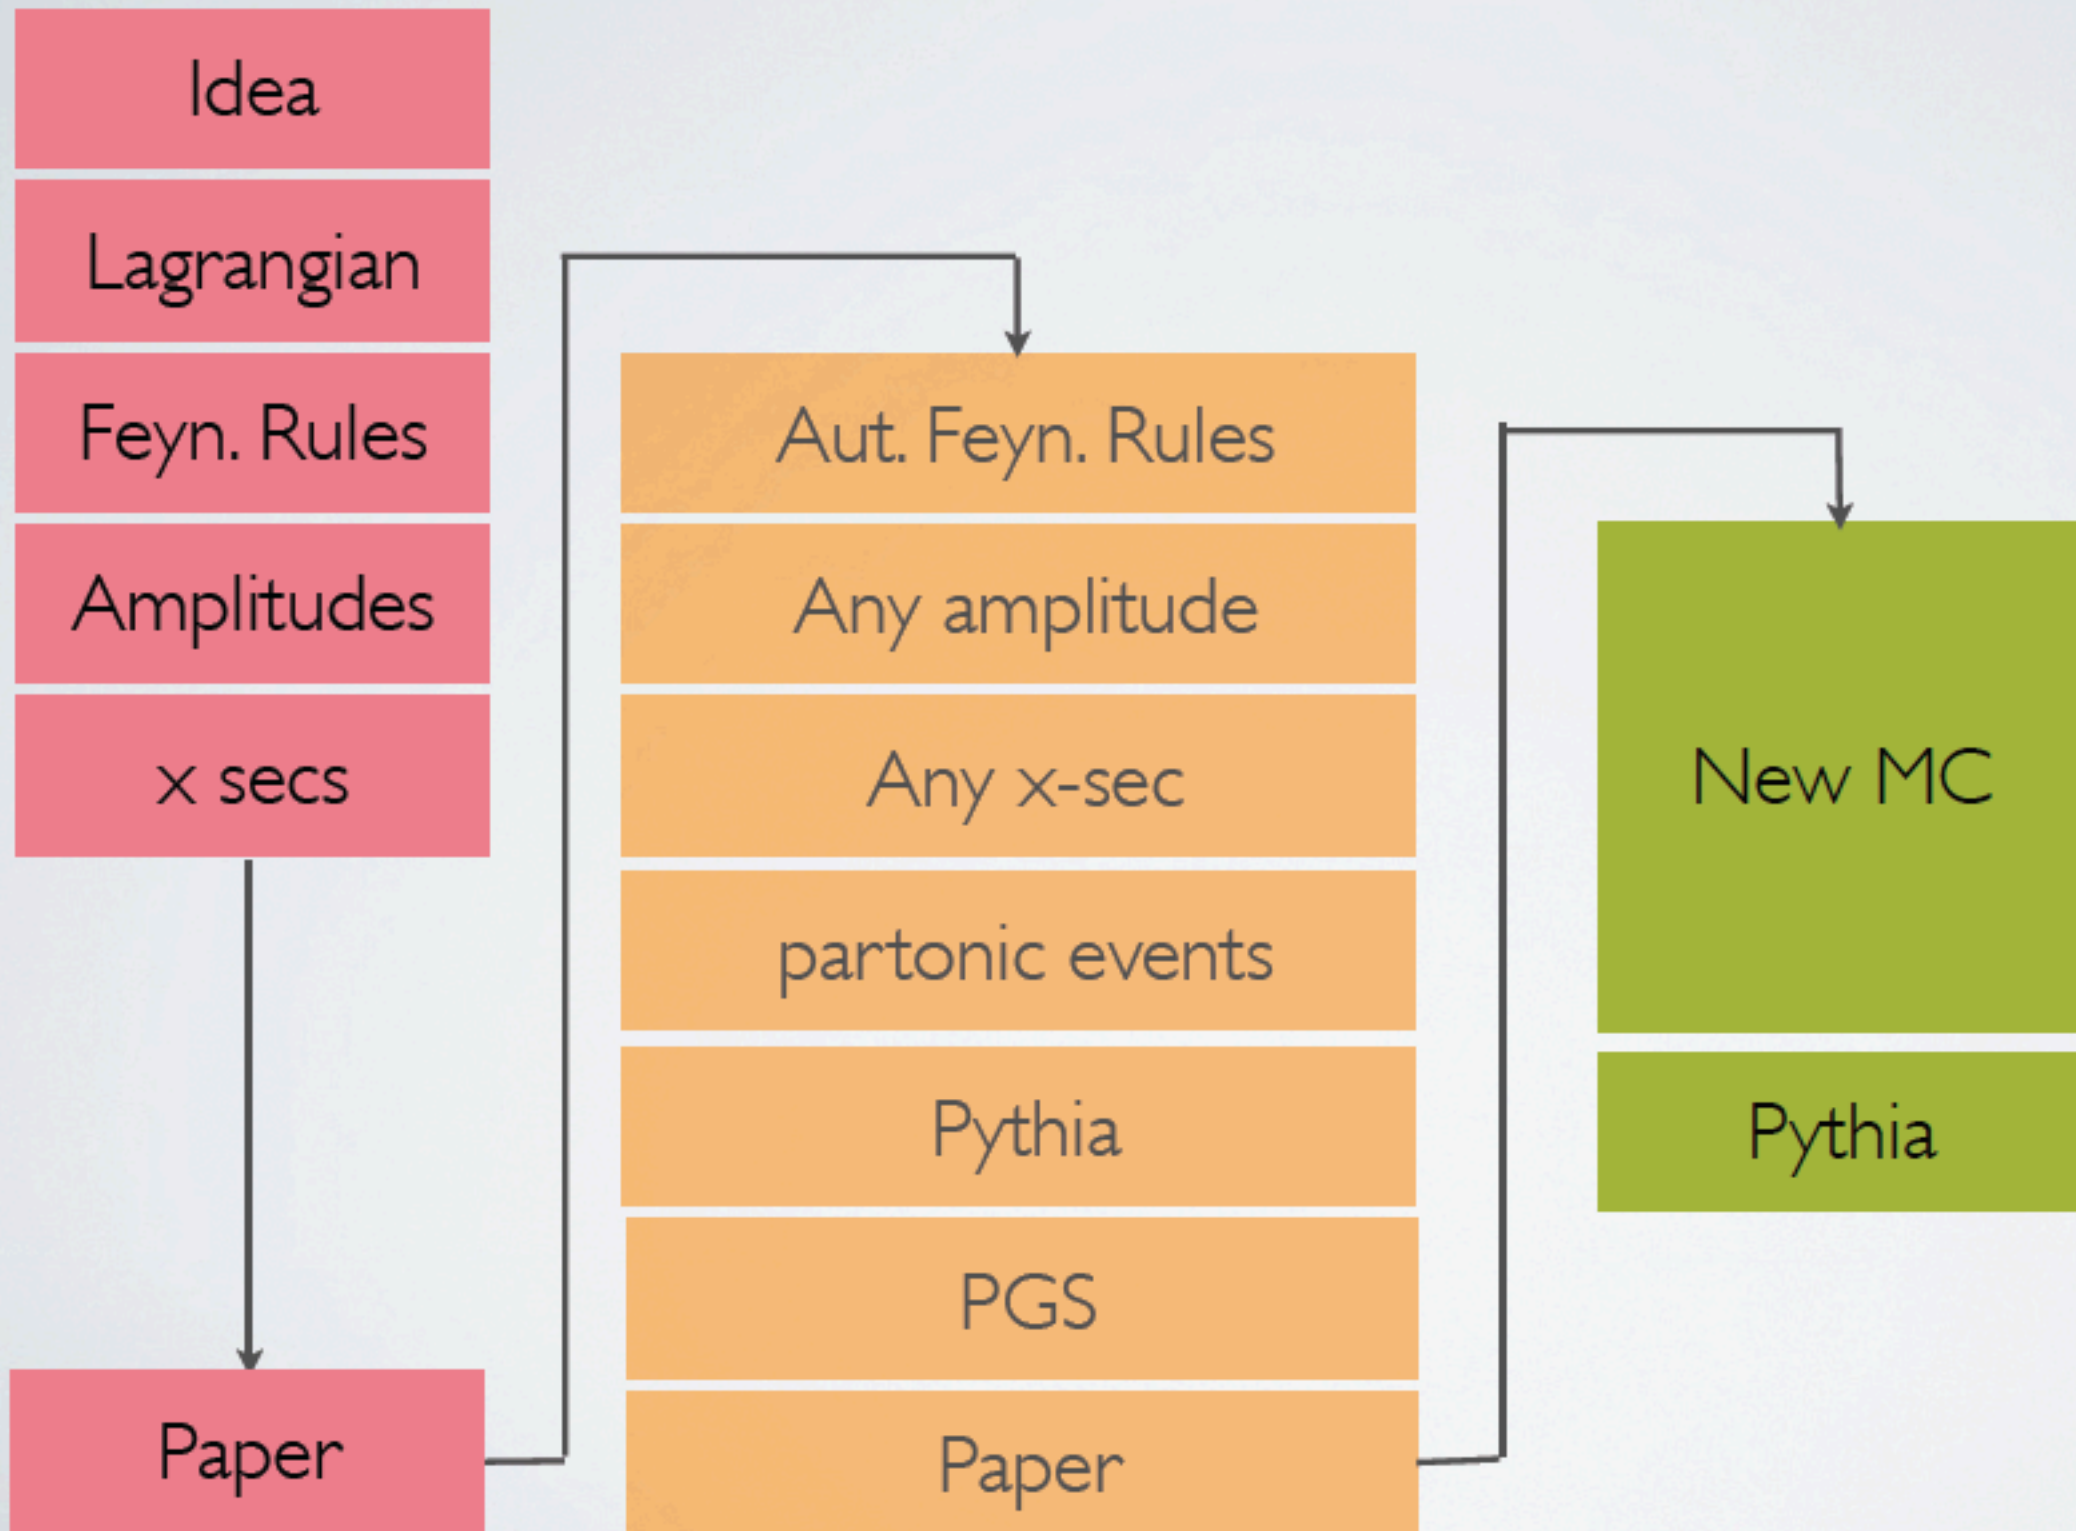 Idea
Lagrangian
Feyn. Rules
Amplitudes
x secs
Paper
Aut. Feyn. Rules
Any amplitude
Any x-sec
partonic events
Pythia
PGS
Paper
New MC
Pythia